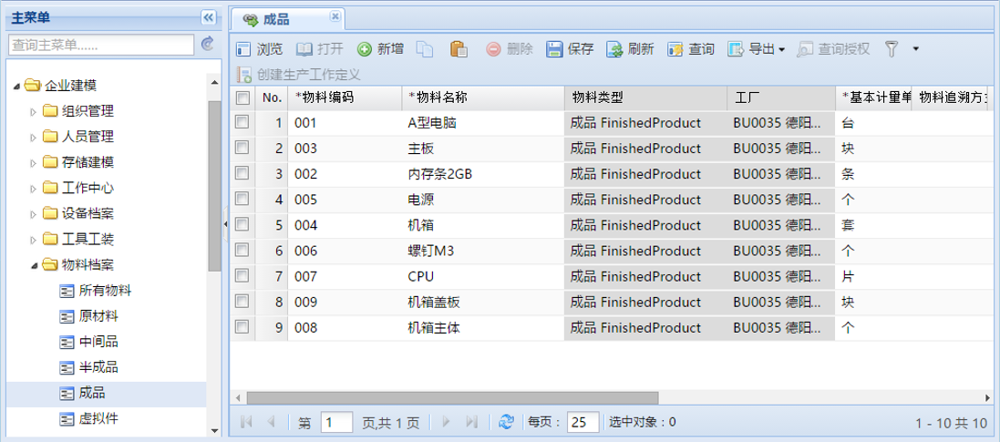 主菜单
查询主菜单......
企业建模
组织管理
人员管理
存储建模
工作中心
设备档案
工具工装
物料档案
所有物料
原材料
中间品
半成品
成品
虚拟件
成品
浏览 打开 新增 删除 保存 刷新 查询 导出 查询授权
创建生产工作定义
No. *物料编码 *物料名称 物料类型 工厂 *基本计量单 物料追溯方
1 001 A型电脑 成品 FinishedProduct BU0035 德阳... 台
2 003 主板 成品 FinishedProduct BU0035 德阳... 块
3 002 内存条2GB 成品 FinishedProduct BU0035 德阳... 条
4 005 电源 成品 FinishedProduct BU0035 德阳... 个
5 004 机箱 成品 FinishedProduct BU0035 德阳... 套
6 006 螺钉M3 成品 FinishedProduct BU0035 德阳... 个
7 007 CPU 成品 FinishedProduct BU0035 德阳... 片
8 009 机箱盖板 成品 FinishedProduct BU0035 德阳... 块
9 008 机箱主体 成品 FinishedProduct BU0035 德阳... 个
第 1 页,共 1 页 每页： 25 选中对象：0 1 - 10 共 10